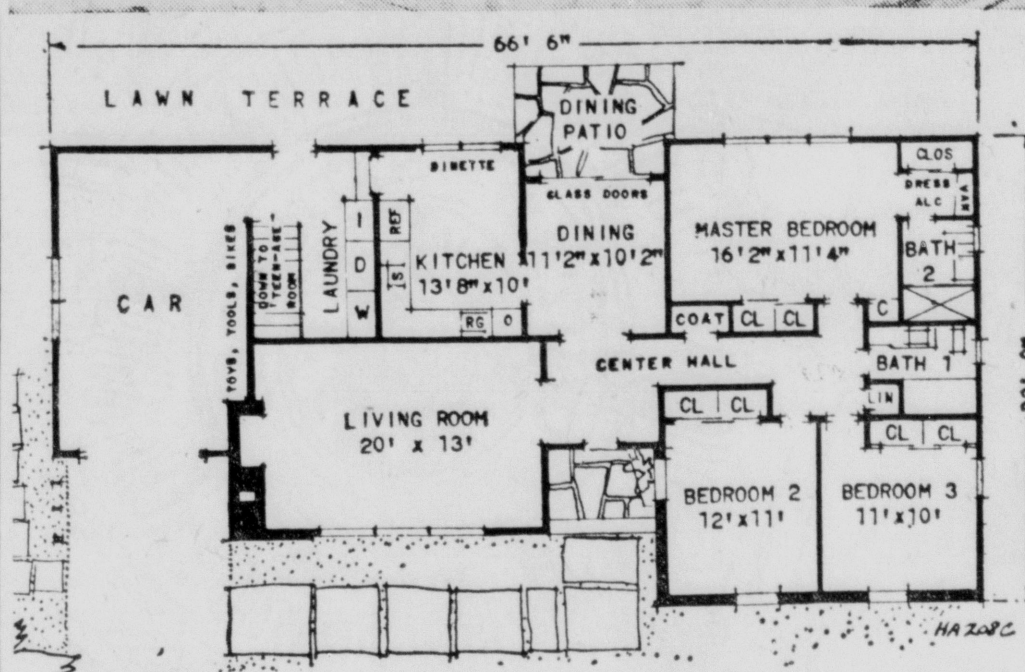 66' 6"
LAWN TERRACE
DINING
PATIO
DINETTE
GLASS DOORS
CLOS
DRESS
ALC
VAN
REF
I
D
W
LAUNDRY
S
KITCHEN
13'8" x 10'
DINING
11'2" x 10'2"
MASTER BEDROOM
16'2" x 11'4"
BATH
2
TOYS, TOOLS, BIKES
DOWN TO
TEEN-AGE
ROOM
CAR
RG
O
COAT
CL
CL
C
CENTER HALL
BATH 1
LIN
LIVING ROOM
20' x 13'
CL
CL
CL
CL
BEDROOM 2
12' x 11'
BEDROOM 3
11' x 10'
HA208C